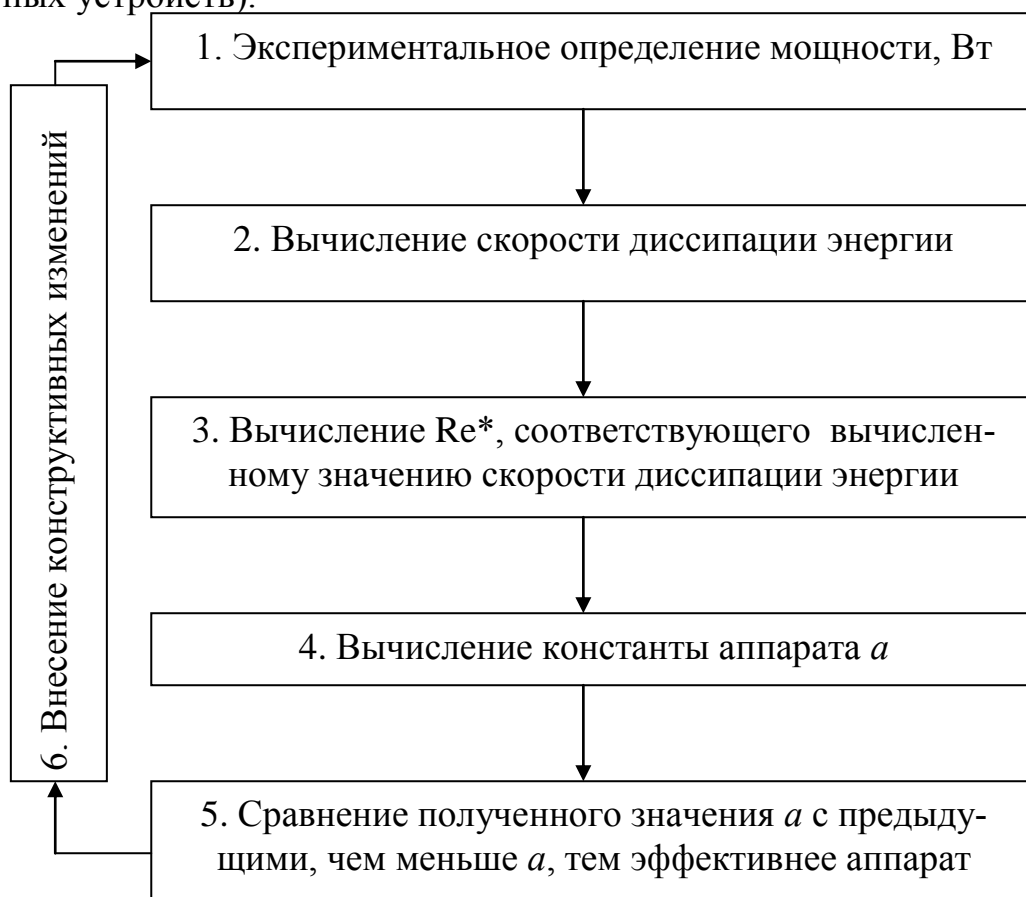 ных устройств).
1. Экспериментальное определение мощности, Вт
2. Вычисление скорости диссипации энергии
3. Вычисление Re*, соответствующего вычислен-
ному значению скорости диссипации энергии
4. Вычисление константы аппарата a
5. Сравнение полученного значения a с предыду-
щими, чем меньше a, тем эффективнее аппарат
6. Внесение конструктивных изменений